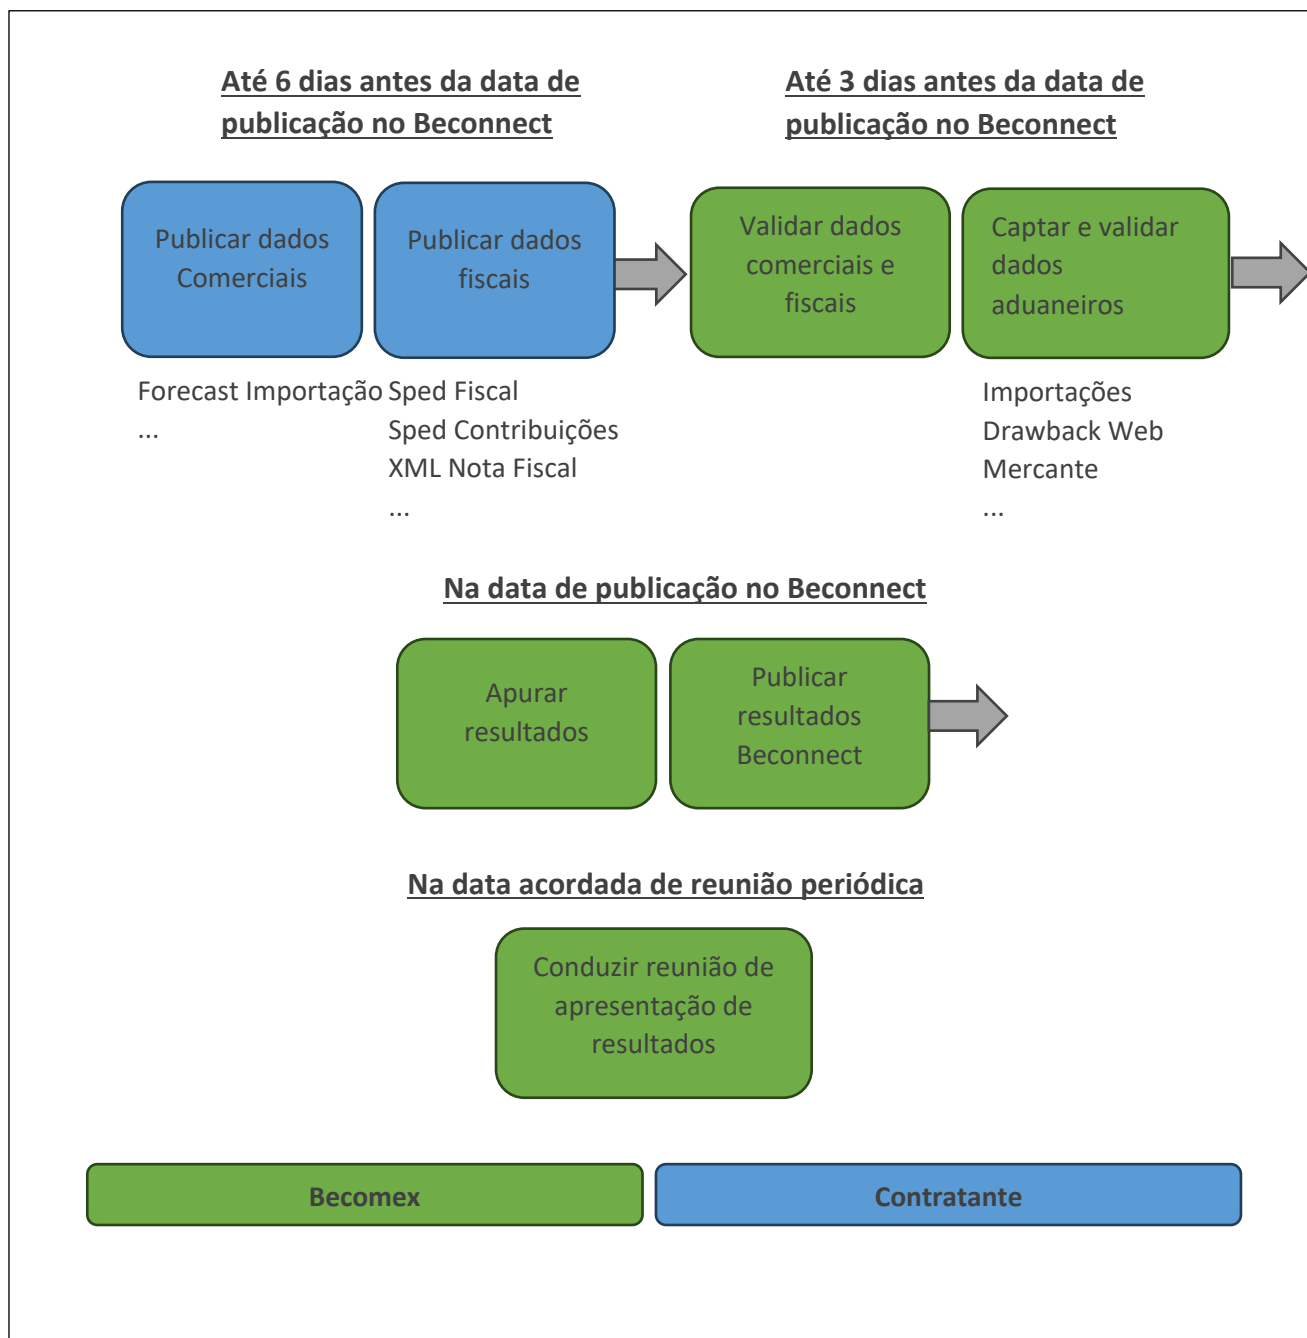 Até 6 dias antes da data de
publicação no Beconnect
Até 3 dias antes da data de
publicação no Beconnect
Publicar dados
Comerciais
Publicar dados
fiscais
Validar dados
comerciais e
fiscais
Captar e validar
dados
aduaneiros
Forecast Importação
...
Sped Fiscal
Sped Contribuições
XML Nota Fiscal
...
Importações
Drawback Web
Mercante
...
Na data de publicação no Beconnect
Apurar
resultados
Publicar
resultados
Beconnect
Na data acordada de reunião periódica
Conduzir reunião de
apresentação de
resultados
Becomex
Contratante